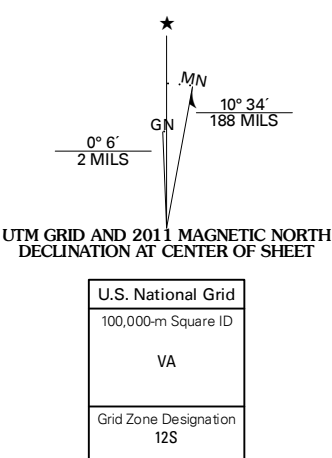 ★
MN
GN
10° 34´
188 MILS
0° 6´
2 MILS
UTM GRID AND 2011 MAGNETIC NORTH
DECLINATION AT CENTER OF SHEET
U.S. National Grid
100,000-m Square ID
VA
Grid Zone Designation
12S